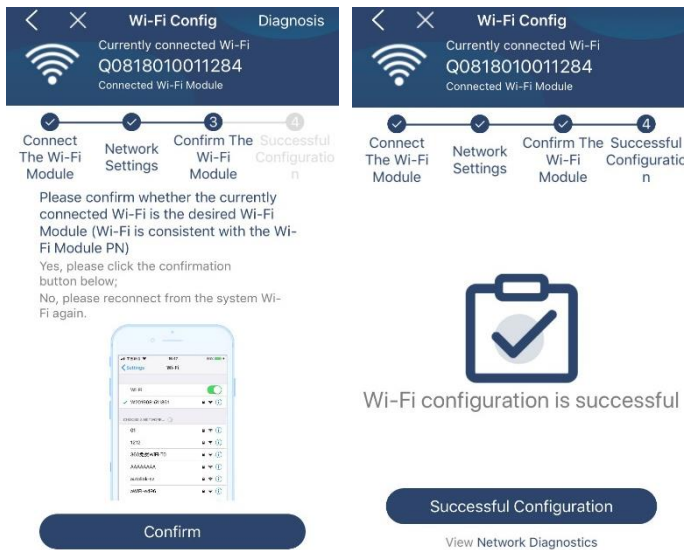 Wi-Fi Config
Diagnosis
Currently connected Wi-Fi
Q0818010011284
Connected Wi-Fi Module
3
4
Connect
The Wi-Fi
Module
Network
Settings
Confirm The
Wi-Fi
Module
Successful
Configuratio
n
Please confirm whether the currently
connected Wi-Fi is the desired Wi-
Fi Module (Wi-Fi is consistent with the Wi-
Fi Module PN)
Yes, please click the confirmation
button below;
No, please reconnect from the system Wi-
Fi again.
Settings
Wi-Fi
Wi-Fi
01
1212
AAAAAAAA
Confirm
Wi-Fi Config
Currently connected Wi-Fi
Q0818010011284
Connected Wi-Fi Module
4
Connect
The Wi-Fi
Module
Network
Settings
Confirm The
Wi-Fi
Module
Successful
Configuratio
n
Wi-Fi configuration is successful
Successful Configuration
View Network Diagnostics